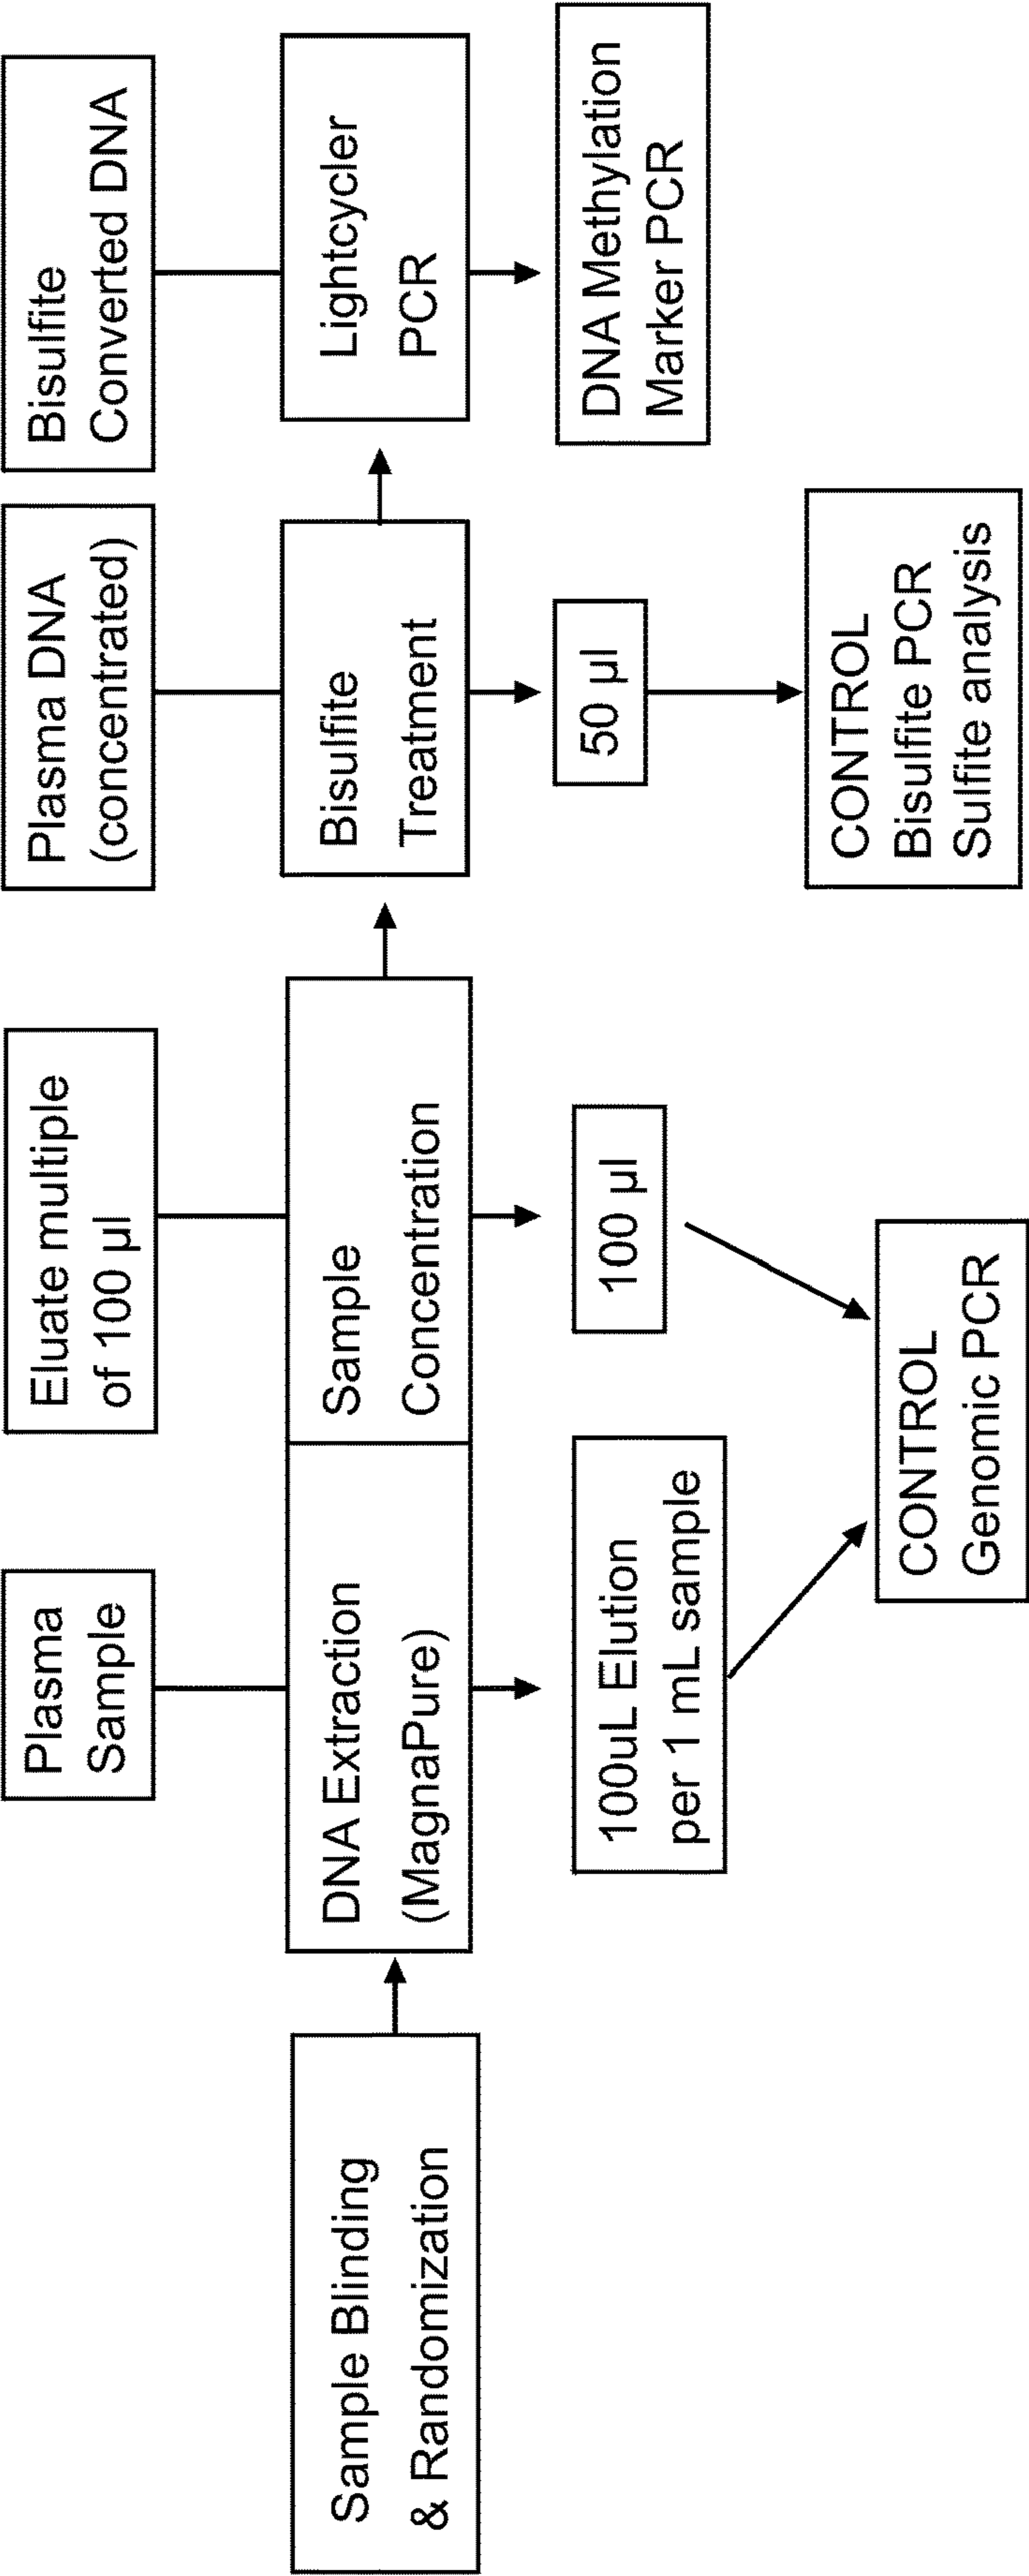 Plasma
Sample
Eluate multiple
of 100 µl
Plasma DNA
(concentrated)
Bisulfite
Converted DNA
Sample Blinding
& Randomization
DNA Extraction
(MagnaPure)
Sample
Concentration
Bisulfite
Treatment
Lightcycler
PCR
100uL Elution
per 1 mL sample
100 µl
50 µl
DNA Methylation
Marker PCR
CONTROL
Genomic PCR
CONTROL
Bisulfite PCR
Sulfite analysis